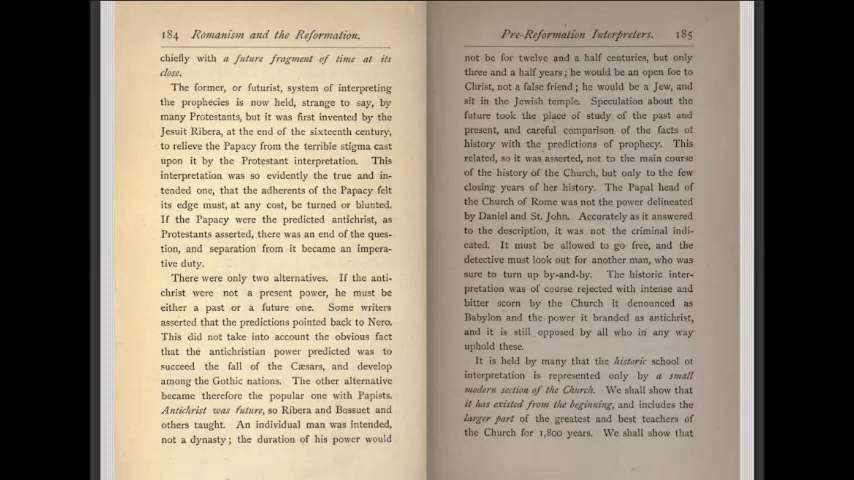 184 Romanism and the Reformation.
chiefly with a future fragment of time at its
close.
The former, or futurist, system of interpreting
the prophecies is now held, strange to say, by
many Protestants, but it was first invented by the
Jesuit Ribera, at the end of the sixteenth century,
to relieve the Papacy from the terrible stigma cast
upon it by the Protestant interpretation. This
interpretation was so evidently the true and in-
tended one, that the adherents of the Papacy felt
its edge must, at any cost, be turned or blunted.
If the Papacy were the predicted antichrist, as
Protestants asserted, there was an end of the ques-
tion, and separation from it became an impera-
tive duty.
There were only two alternatives. If the anti-
christ were not a present power, he must be
either a past or a future one. Some writers
asserted that the predictions pointed back to Nero.
This did not take into account the obvious fact
that the antichristian power predicted was to
succeed the fall of the Cæsars, and develop
among the Gothic nations. The other alternative
became therefore the popular one with Papists.
Antichrist was future, so Ribera and Bossuet and
others taught. An individual man was intended,
not a dynasty; the duration of his power would
Pre-Reformation Interpreters. 185
not be for twelve and a half centuries, but only
three and a half years; he would be an open foe to
Christ, not a false friend; he would be a Jew, and
sit in the Jewish temple. Speculation about the
future took the place of study of the past and
present, and careful comparison of the facts of
history with the predictions of prophecy. This
related, so it was asserted, not to the main course
of the history of the Church, but only to the few
closing years of her history. The Papal head of
the Church of Rome was not the power delineated
by Daniel and St. John. Accurately as it answered
to the description, it was not the criminal indi-
cated. It must be allowed to go free, and the
detective must look out for another man, who was
sure to turn up by-and-by. The historic inter-
pretation was of course rejected with intense and
bitter scorn by the Church it denounced as
Babylon and the power it branded as antichrist,
and it is still opposed by all who in any way
uphold these.
It is held by many that the historic school of
interpretation is represented only by a small
modern section of the Church. We shall show that
it has existed from the beginning, and includes the
larger part of the greatest and best teachers of
the Church for 1,800 years. We shall show that